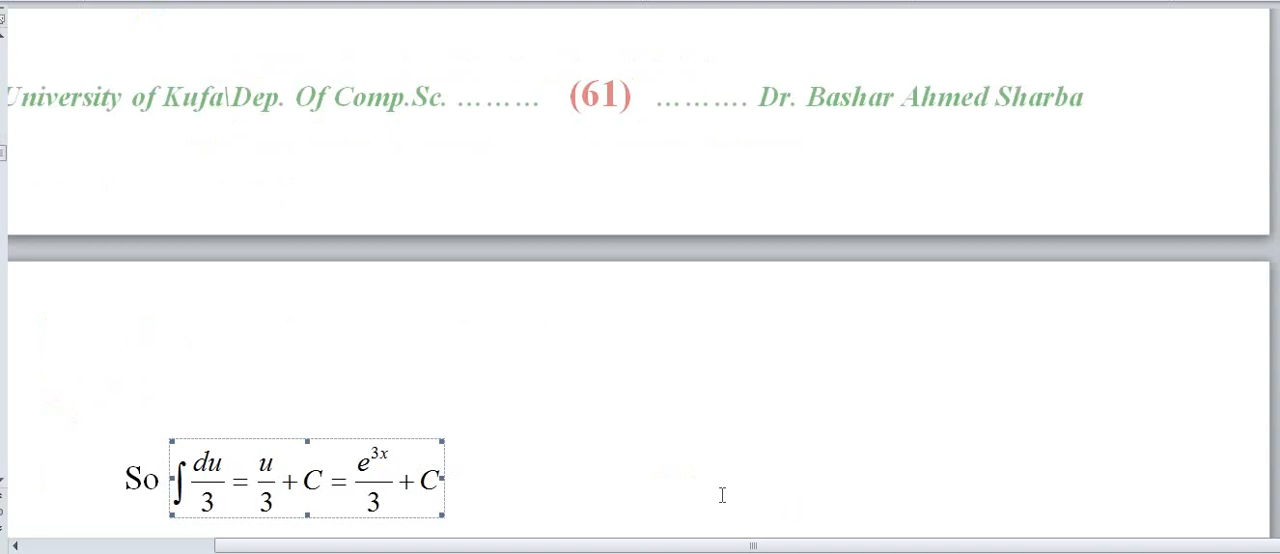 University of Kufa\Dep. Of Comp.Sc. ……… (61) ………. Dr. Bashar Ahmed Sharba
So ∫ du/3 = u/3 + C = e^{3x}/3 + C